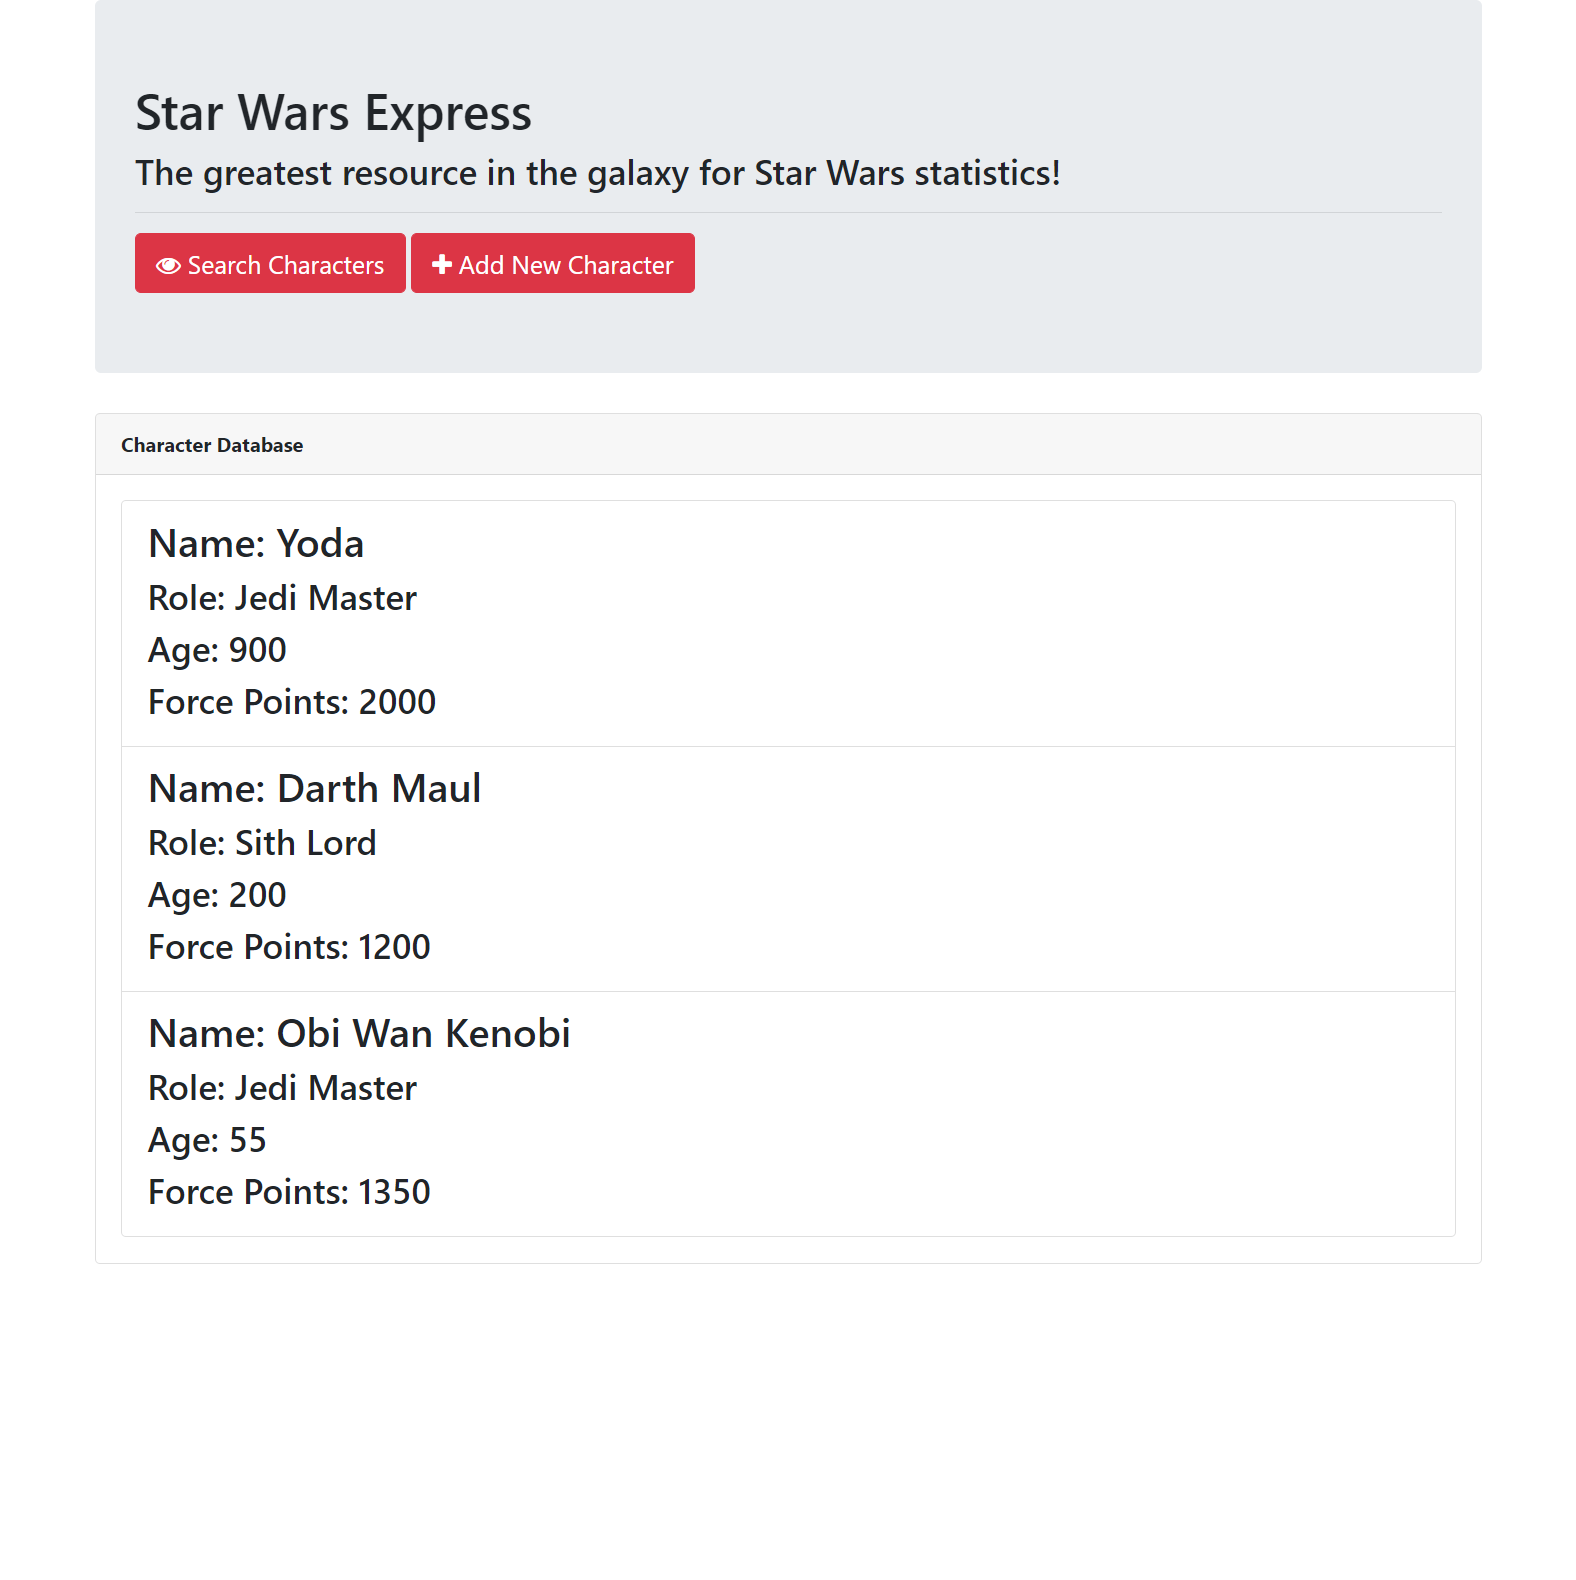 Star Wars Express
The greatest resource in the galaxy for Star Wars statistics!
Search Characters
Add New Character
Character Database
Name: Yoda
Role: Jedi Master
Age: 900
Force Points: 2000
Name: Darth Maul
Role: Sith Lord
Age: 200
Force Points: 1200
Name: Obi Wan Kenobi
Role: Jedi Master
Age: 55
Force Points: 1350